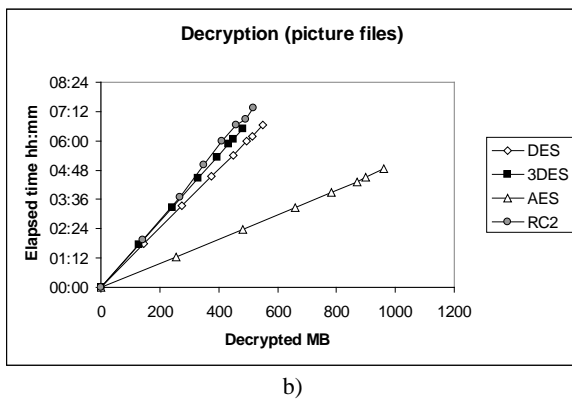 Decryption (picture files)
Elapsed time hh:mm
08:24
07:12
06:00
04:48
03:36
02:24
01:12
00:00
0 200 400 600 800 1000 1200
Decrypted MB
DES
3DES
AES
RC2
b)